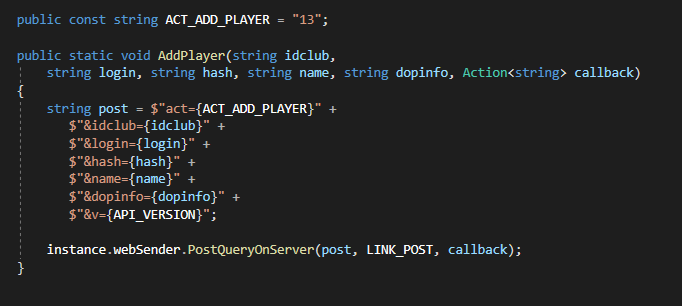 public const string ACT_ADD_PLAYER = "13";
public static void AddPlayer(string idclub,
string login, string hash, string name, string dopinfo, Action<string> callback)
{
string post = $"act={ACT_ADD_PLAYER}" +
$"&idclub={idclub}" +
$"&login={login}" +
$"&hash={hash}" +
$"&name={name}" +
$"&dopinfo={dopinfo}" +
$"&v={API_VERSION}";
instance.webSender.PostQueryOnServer(post, LINK_POST, callback);
}